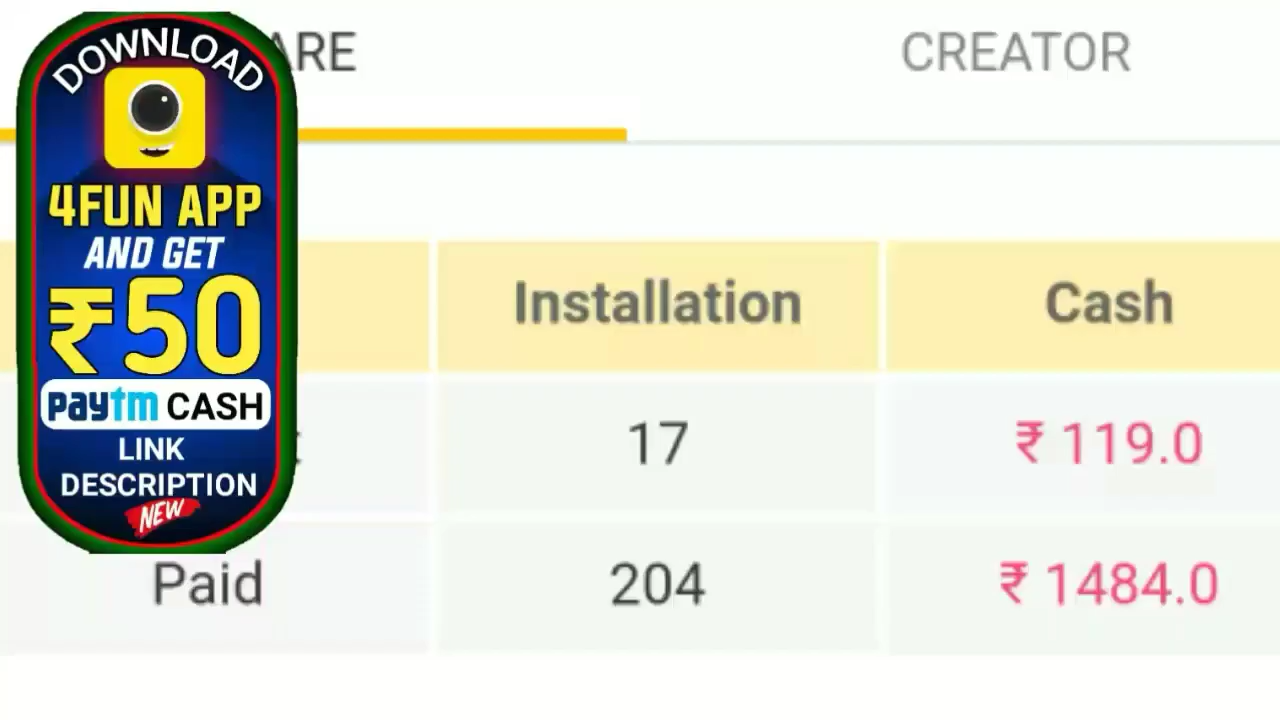 DOWNLOAD
4FUN APP
AND GET
₹50
paytm CASH
LINK
DESCRIPTION
NEW
CREATOR
Installation Cash
17 ₹ 119.0
Paid 204 ₹ 1484.0